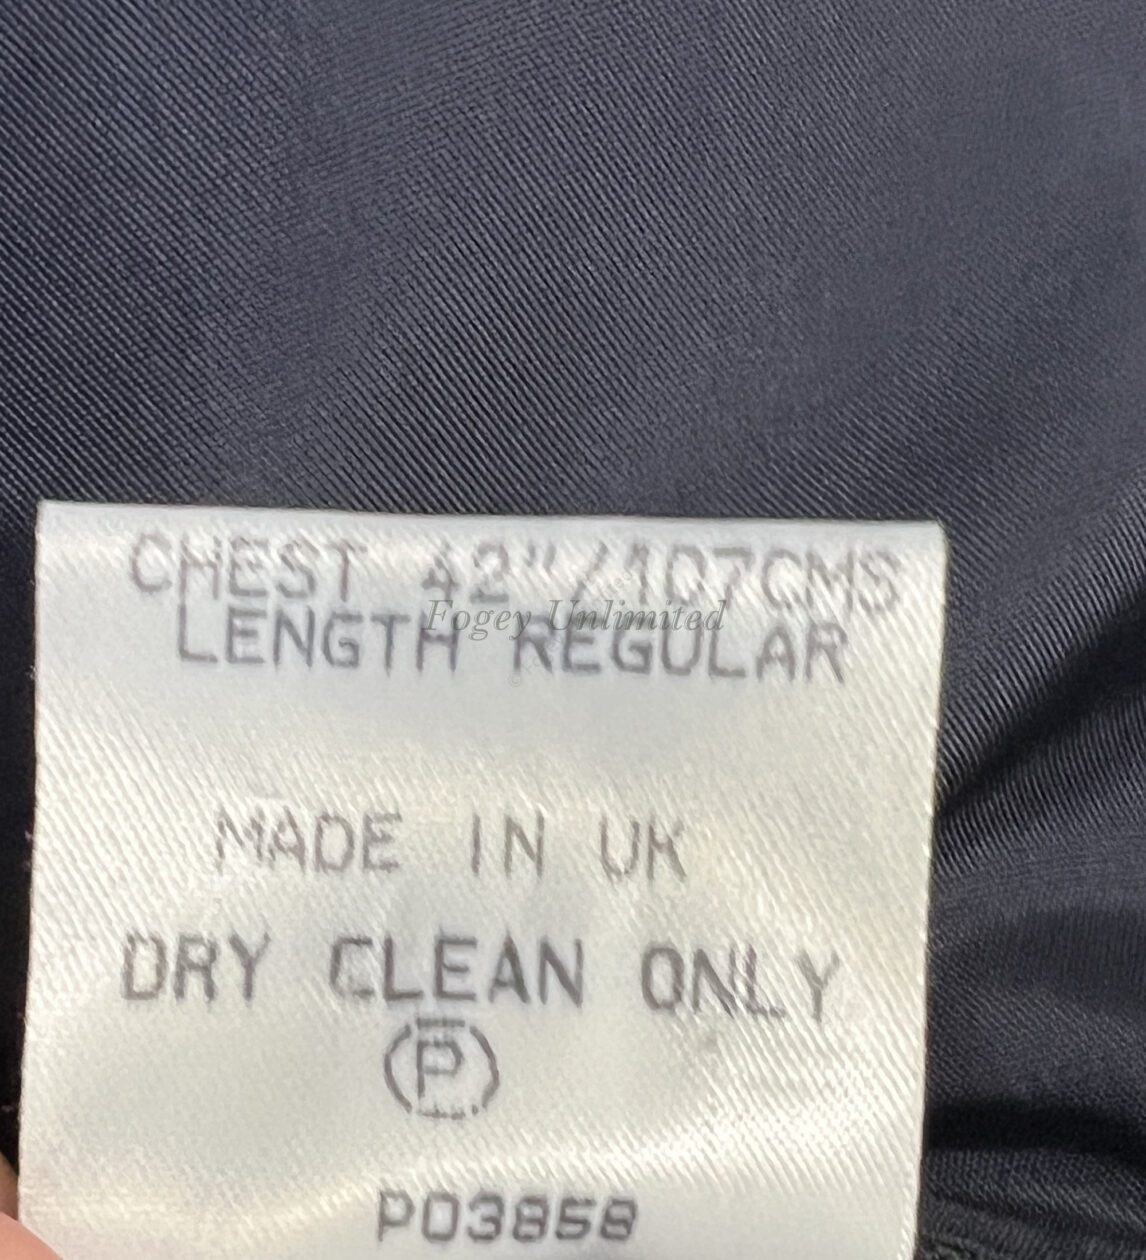 CHEST 42"/107CMS
Fogey Unlimited
LENGTH REGULAR
MADE IN UK
DRY CLEAN ONLY
P
P03858